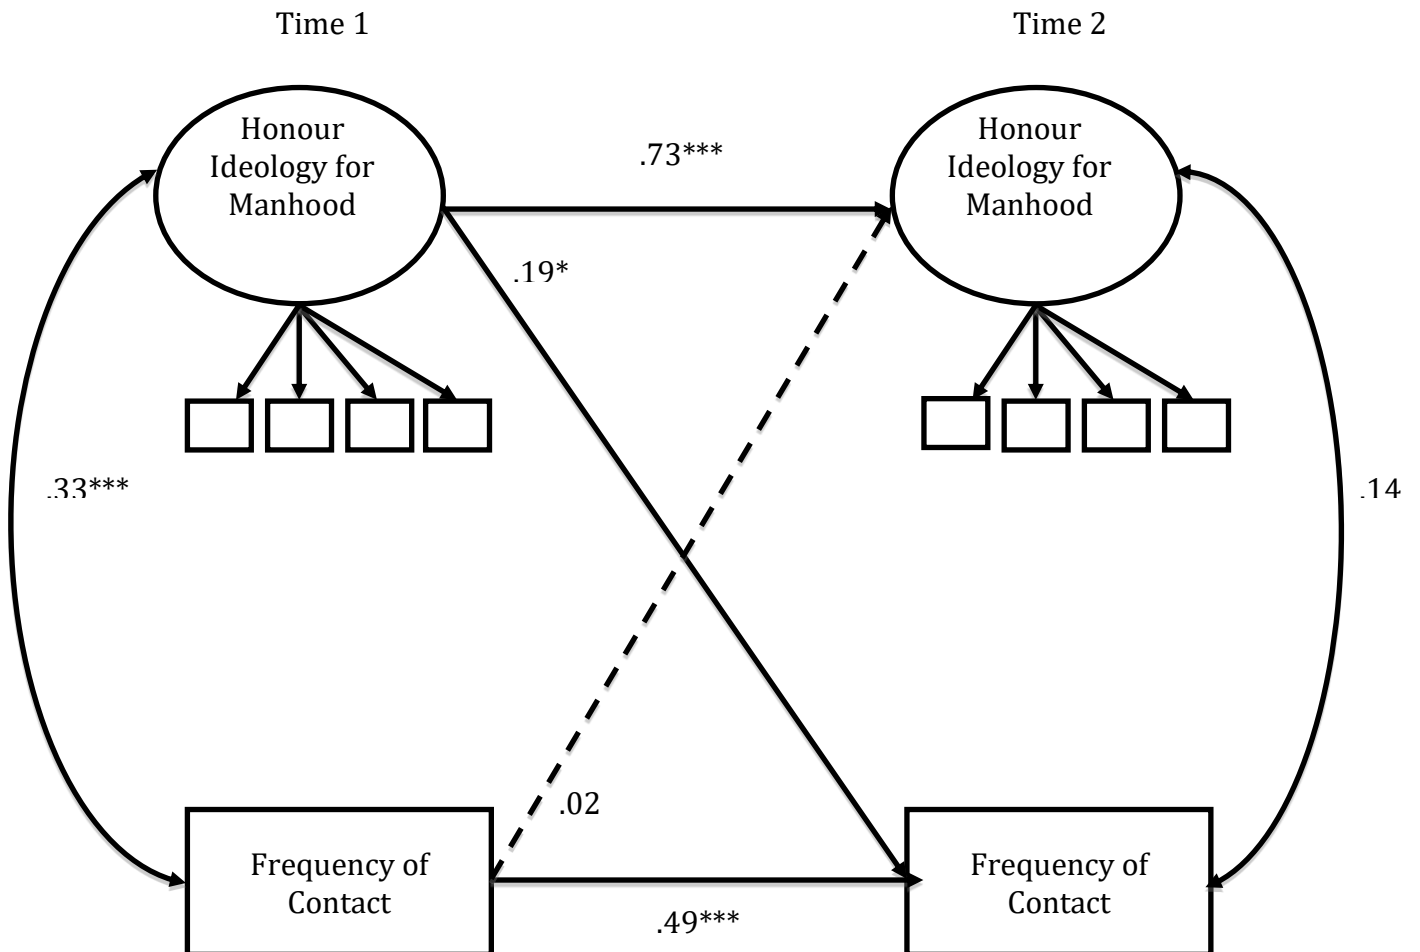 Time 1
Time 2
Honour
Ideology for
Manhood
Honour
Ideology for
Manhood
.73***
.19*
.33***
.14
.02
Frequency of
Contact
Frequency of
Contact
.49***